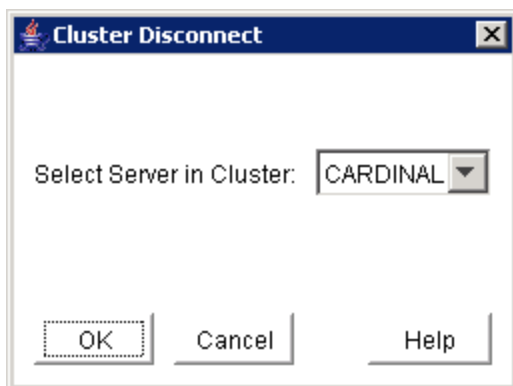 Cluster Disconnect
Select Server in Cluster: CARDINAL
OK Cancel Help